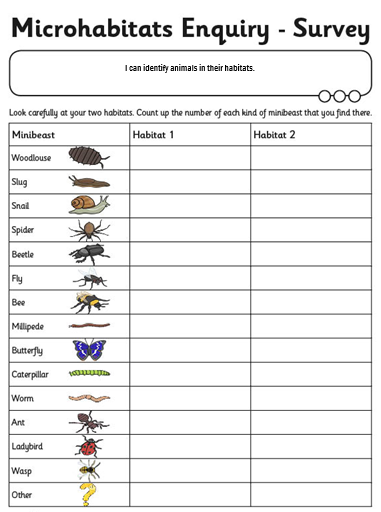 Microhabitats Enquiry - Survey
I can identify animals in their habitats.
Look carefully at your two habitats. Count up the number of each kind of minibeast that you find there.
Minibeast Habitat 1 Habitat 2
Woodlouse
Slug
Snail
Spider
Beetle
Fly
Bee
Millipede
Butterfly
Caterpillar
Worm
Ant
Ladybird
Wasp
Other ?